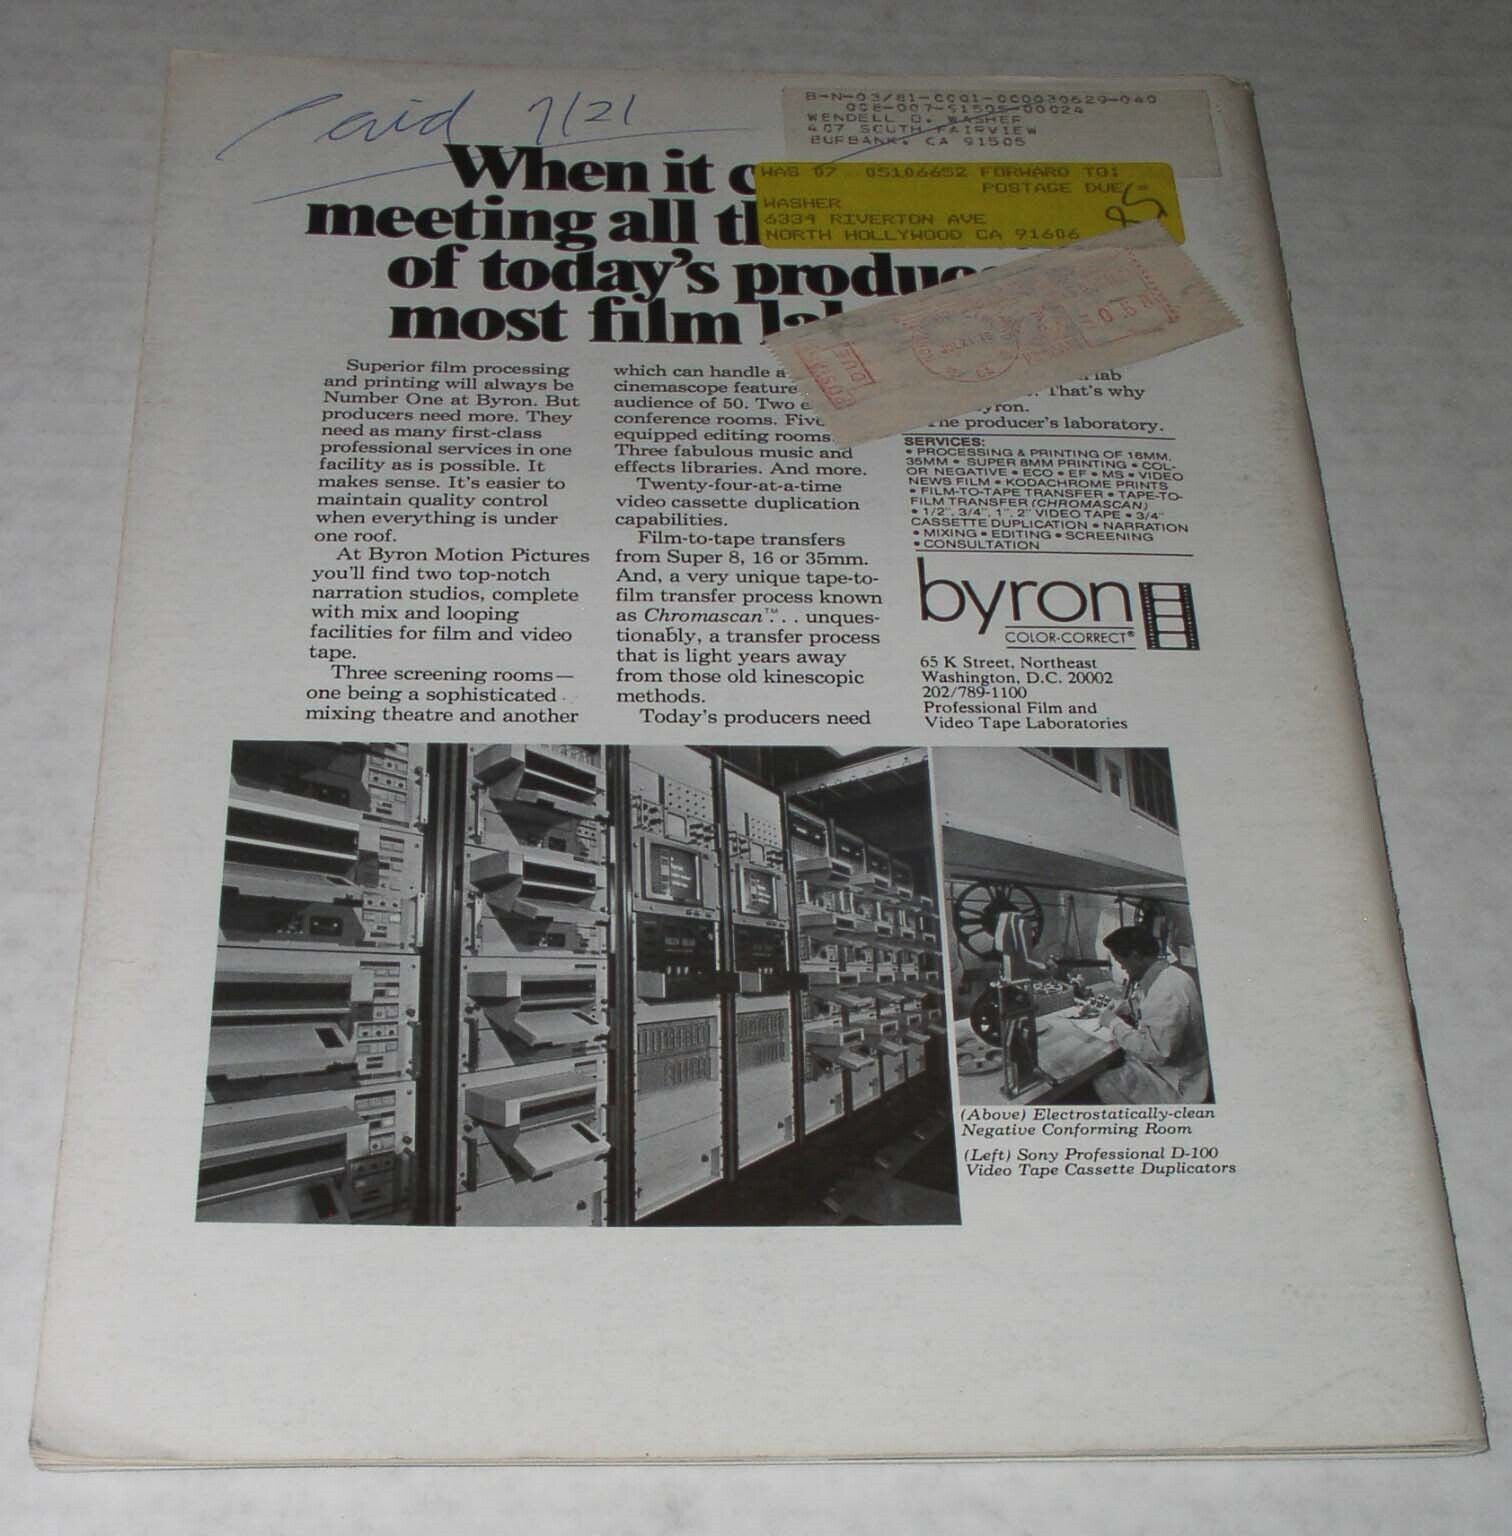 Paid 7/21
B-N-03/81-CC01-0C0030629-040
WENDELL O. WASHER
407 SOUTH FAIRVIEW
BURBANK, CA 91505
WAS 07 05106652 FORWARD TO:
POSTAGE DUE
WASHER
6334 RIVERTON AVE
NORTH HOLLYWOOD CA 91606
When it c
meeting all th
of today's produc
most film lab
POSTAGE
DUE
Superior film processing
and printing will always be
Number One at Byron. But
producers need more. They
need as many first-class
professional services in one
facility as is possible. It
makes sense. It's easier to
maintain quality control
when everything is under
one roof.
At Byron Motion Pictures
you'll find two top-notch
narration studios, complete
with mix and looping
facilities for film and video
tape.
Three screening rooms—
one being a sophisticated
mixing theatre and another
which can handle a
cinemascope feature
audience of 50. Two
conference rooms. Five
equipped editing rooms.
Three fabulous music and
effects libraries. And more.
Twenty-four-at-a-time
video cassette duplication
capabilities.
Film-to-tape transfers
from Super 8, 16 or 35mm.
And, a very unique tape-to-
film transfer process known
as Chromascan™. . . unques-
tionably, a transfer process
that is light years away
from those old kinescopic
methods.
Today's producers need
lab
That's why
byron.
The producer's laboratory.
SERVICES:
• PROCESSING & PRINTING OF 16MM,
35MM • SUPER 8MM PRINTING • COL-
OR NEGATIVE • ECO • EF • MS • VIDEO
NEWS FILM • KODACHROME PRINTS
• FILM-TO-TAPE TRANSFER • TAPE-TO-
FILM TRANSFER (CHROMASCAN)
• 1/2", 3/4", 1", 2" VIDEO TAPE • 3/4"
CASSETTE DUPLICATION • NARRATION
• MIXING • EDITING • SCREENING
• CONSULTATION
byron
COLOR-CORRECT®
65 K Street, Northeast
Washington, D.C. 20002
202/789-1100
Professional Film and
Video Tape Laboratories
(Above) Electrostatically-clean
Negative Conforming Room
(Left) Sony Professional D-100
Video Tape Cassette Duplicators